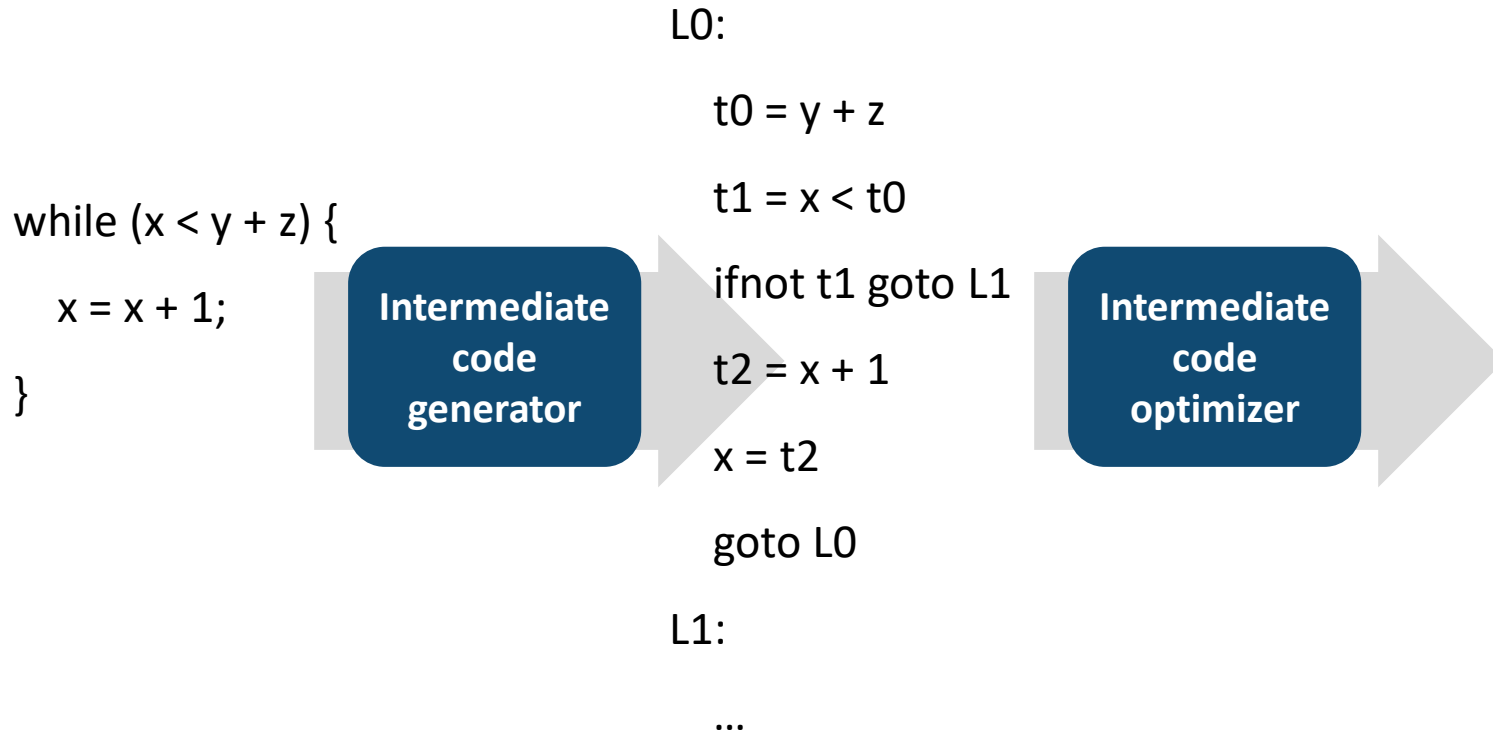 while (x < y + z) {
x = x + 1;
}
Intermediate
code
generator
L0:
t0 = y + z
t1 = x < t0
ifnot t1 goto L1
t2 = x + 1
x = t2
goto L0
L1:
...
Intermediate
code
optimizer